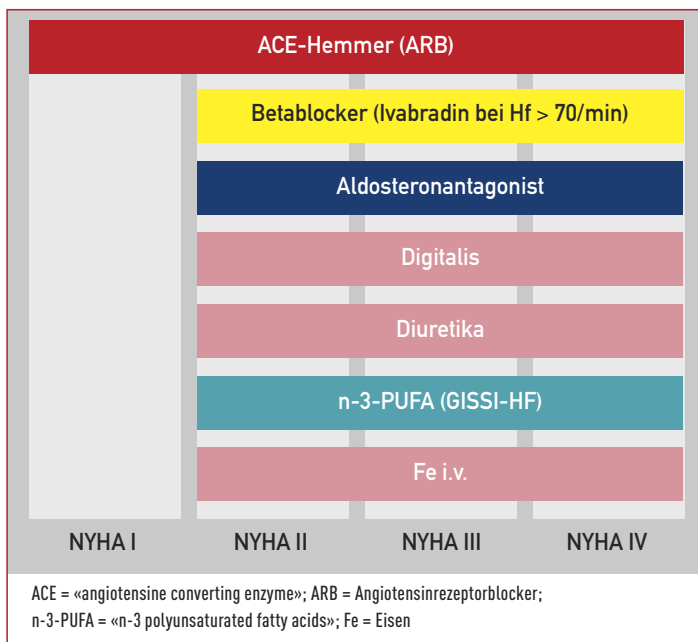 ACE-Hemmer (ARB)
Betablocker (Ivabradin bei Hf > 70/min)
Aldosteronantagonist
Digitalis
Diuretika
n-3-PUFA (GISSI-HF)
Fe i.v.
NYHA I NYHA II NYHA III NYHA IV
ACE = «angiotensine converting enzyme»; ARB = Angiotensinrezeptorblocker;
n-3-PUFA = «n-3 polyunsaturated fatty acids»; Fe = Eisen